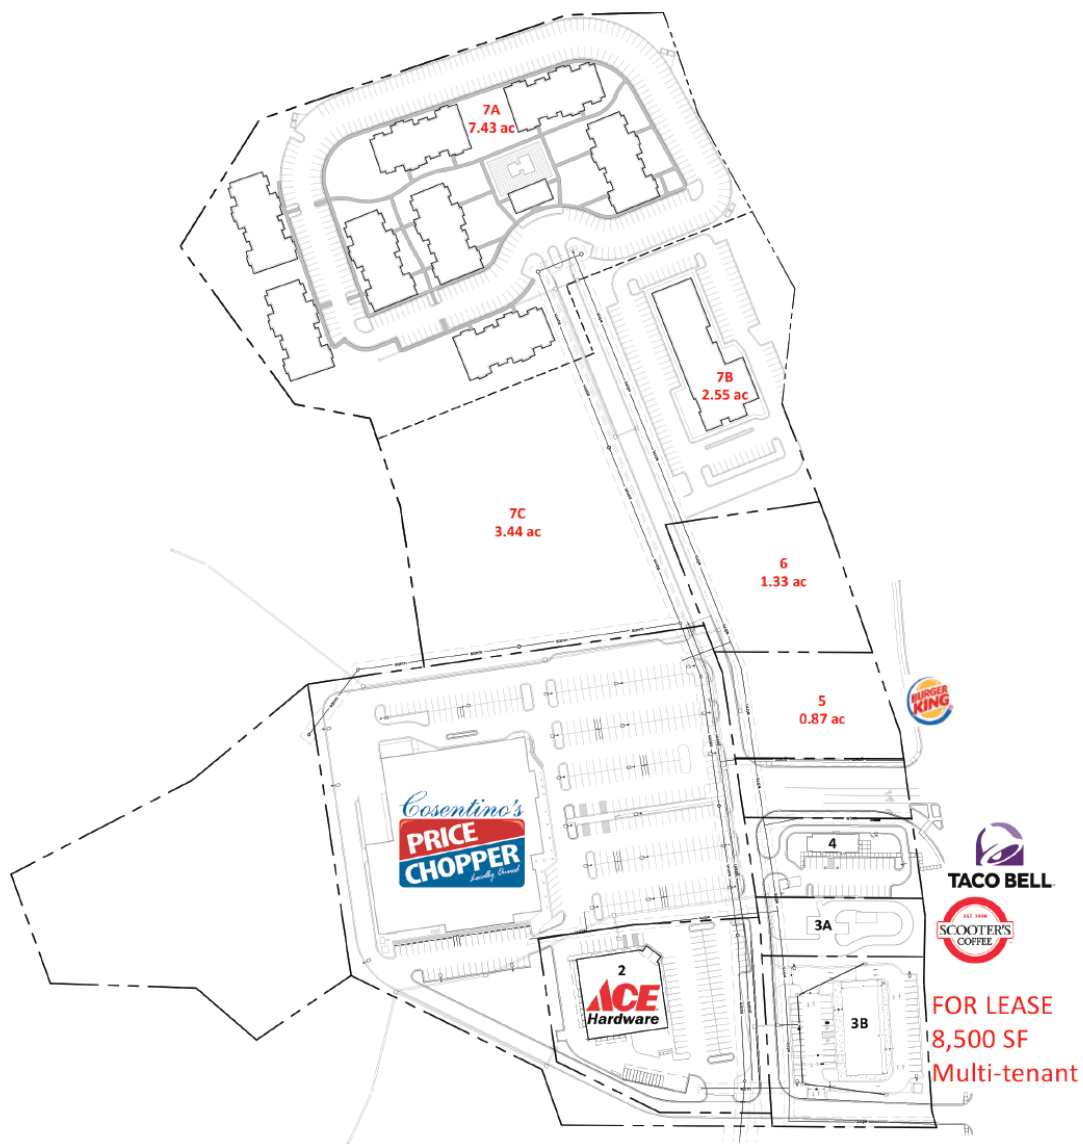 7A
7.43 ac
7B
2.55 ac
7C
3.44 ac
6
1.33 ac
5
0.87 ac
BURGER
KING
Cosentino's
PRICE
CHOPPER
Locally Owned
4
TACO BELL
3A
EST. 1998
SCOOTER'S
COFFEE
2
ACE
Hardware
3B
FOR LEASE
8,500 SF
Multi-tenant